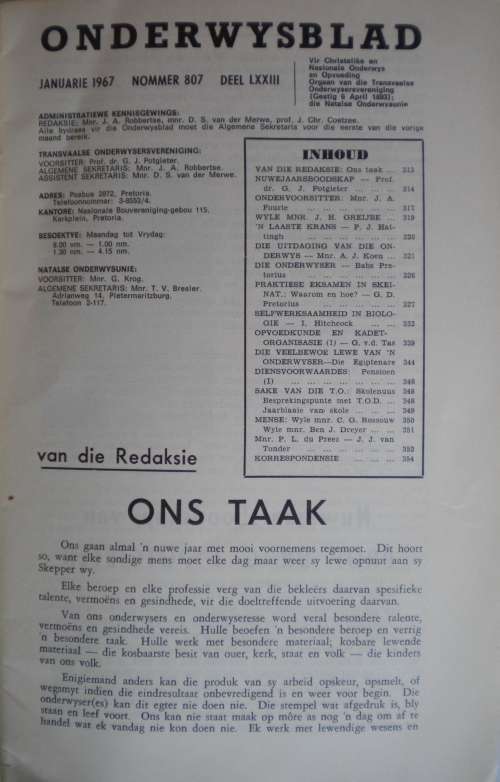 ONDERWYSBLAD
JANUARIE 1967 NOMMER 807 DEEL LXXIII
Vir Christelike en
Nasionale Onderwys
en Opvoeding
Orgaan van die Transvaalse
Onderwysersvereniging
(Gestig 6 April 1893);
die Natalse Onderwysunie
ADMINISTRATIEWE KENNISGEWINGS:
REDAKSIE: Mnr. J. A. Robbertse, mnr. D. S. van der Merwe, prof. J. Chr. Coetzee.
Alle bydraes vir die Onderwysblad moet die Algemene Sekretaris voor die eerste van die vorige
maand bereik.
TRANSVAALSE ONDERWYSERSVERENIGING:
VOORSITTER: Prof. dr. G. J. Potgieter.
ALGEMENE SEKRETARIS: Mnr. J. A. Robbertse.
ASSISTENT SEKRETARIS: Mnr. D. S. van der Merwe.
ADRES: Posbus 2972, Pretoria.
Telefoonnommer: 3-8553/4.
KANTORE: Nasionale Bouvereniging-gebou 115,
Kerkplein, Pretoria.
BESOEKTYE: Maandag tot Vrydag:
8.00 vm. — 1.00 nm.
1.30 nm. — 4.15 nm.
NATALSE ONDERWYSUNIE:
VOORSITTER: Mnr. G. Krog.
ALGEMENE SEKRETARIS: Mnr. T. V. Bresler.
Adrianweg 14, Pietermaritzburg.
Telefoon 2-117.
INHOUD
VAN DIE REDAKSIE: Ons taak ... 313
NUWEJAARSBOODSKAP — Prof.
dr. G. J. Potgieter ... ... ... 314
ONDERVOORSITTER: Mnr. J. A.
Fourie ... ... ... ... ... 317
WYLE MNR. J. H. GREIJBE ... 319
'N LAASTE KRANS — P. J. Hat-
tingh ... ... ... ... ... 320
DIE UITDAGING VAN DIE ON-
DERWYS — Mnr. A. J. Koen ... 321
DIE ONDERWYSER — Babs Pre-
torius ... ... ... ... ... 326
PRAKTIESE EKSAMEN IN SKEI-
NAT.: Waarom en hoe? — G. D.
Pretorius ... ... ... ... 327
SELFWERKSAAMHEID IN BIOLO-
GIE — I. Hitchcock ... ... 332
OPVOEDKUNDE EN KADET-
ORGANISASIE (1) — G. v.d. Tas 339
DIE VEELBEWOË LEWE VAN 'N
ONDERWYSER—Die Egiptenare 344
DIENSVOORWAARDES: Pensioen
(1) ... ... ... ... ... 346
SAKE VAN DIE T.O.: Skolenuus 348
Besprekingspunte met T.O.D. ... 348
Jaarblaaie van skole ... ... 349
MENSE: Wyle mnr. C. G. Rossouw 350
Wyle mnr. Ben J. Dreyer ... ... 351
Mnr. P. L. du Preez — J. J. van
Tonder ... ... ... ... ... 352
KORRESPONDENSIE ... ... ... 354
van die Redaksie
ONS TAAK
Ons gaan almal 'n nuwe jaar met mooi voornemens tegemoet. Dit hoort
so, want elke sondige mens moet elke dag maar weer sy lewe opnuut aan sy
Skepper wy.
Elke beroep en elke professie verg van die bekleërs daarvan spesifieke
talente, vermoëns en gesindhede, vir die doeltreffende uitvoering daarvan.
Van ons onderwysers en onderwyseresse word veral besondere talente,
vermoëns en gesindhede vereis. Hulle beoefen 'n besondere beroep en verrig
'n besondere taak. Hulle werk met besondere materiaal; kosbare lewende
materiaal — die kosbaarste besit van ouer, kerk, staat en volk — die kinders
van ons volk.
Enigiemand anders kan die produk van sy arbeid opskeur, opsmelt, of
wegsmyt indien die eindresultaat onbevredigend is en weer voor begin. Die
onderwyser(es) kan dit egter nie doen nie. Die stempel wat afgedruk is, bly
staan en leef voort. Ons kan nie staat maak op môre as nog 'n dag om af te
handel wat ek vandag nie kon doen nie. Ek werk met lewendige wesens en